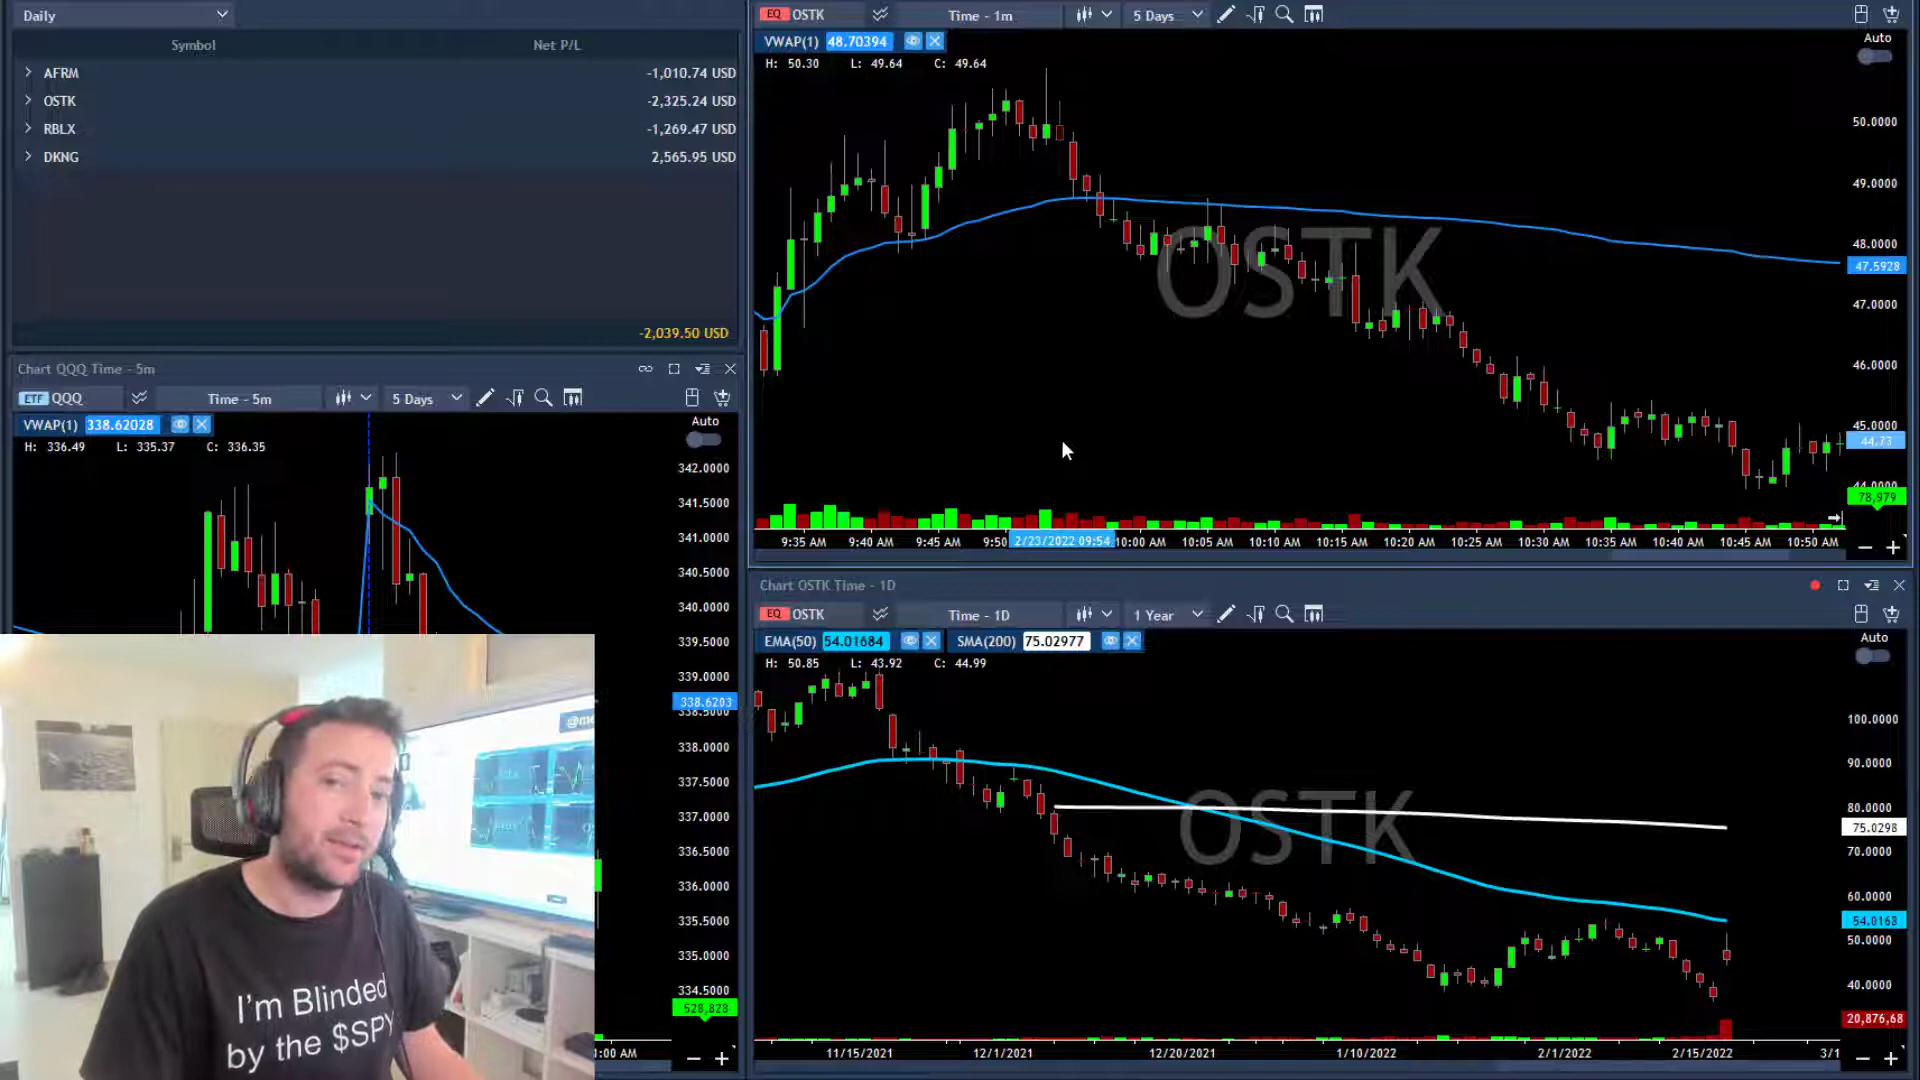 Daily
Symbol Net P/L
AFRM -1,010.74 USD
OSTK -2,325.24 USD
RBLX -1,269.47 USD
DKNG 2,565.95 USD
-2,039.50 USD
Chart QQQ Time - 5m
ETF QQQ Time - 5m 5 Days
VWAP(1) 338.62028
H: 336.49 L: 335.37 C: 336.35
Auto
342.0000
341.5000
341.0000
340.5000
340.0000
339.5000
339.0000
338.6203
338.5000
338.0000
337.5000
337.0000
336.5000
336.0000
335.5000
335.0000
334.5000
528,828
1:00 AM
I'm Blinded
by the $SPY
EQ OSTK Time - 1m 5 Days
VWAP(1) 48.70394
H: 50.30 L: 49.64 C: 49.64
Auto
OSTK
50.0000
49.0000
48.0000
47.5928
47.0000
46.0000
45.0000
44.73
44.0000
78,979
9:35 AM 9:40 AM 9:45 AM 9:50 2/23/2022 09:54 10:00 AM 10:05 AM 10:10 AM 10:15 AM 10:20 AM 10:25 AM 10:30 AM 10:35 AM 10:40 AM 10:45 AM 10:50 AM
Chart OSTK Time - 1D
EQ OSTK Time - 1D 1 Year
EMA(50) 54.01684 SMA(200) 75.02977
H: 50.85 L: 43.92 C: 44.99
Auto
OSTK
100.0000
90.0000
80.0000
75.0298
70.0000
60.0000
54.0168
50.0000
40.0000
20,876,68
11/15/2021 12/1/2021 12/20/2021 1/10/2022 2/1/2022 2/15/2022 3/1